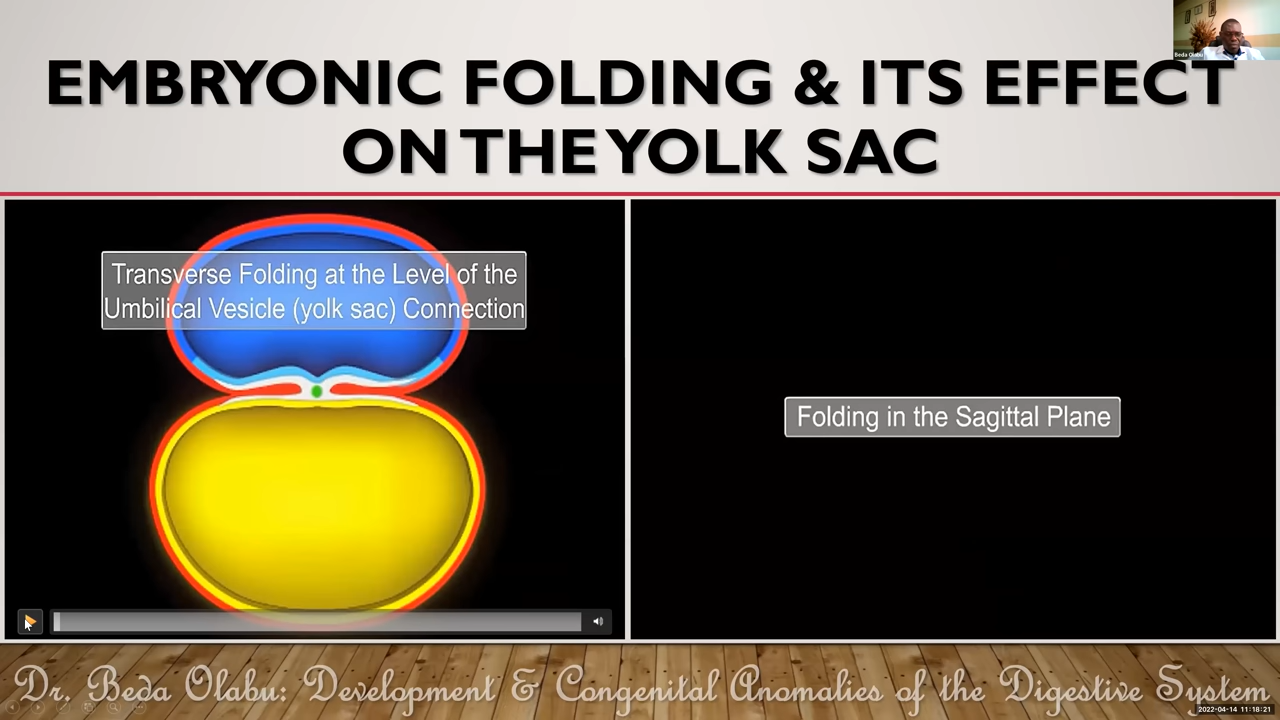 Beda Olabu
EMBRYONIC FOLDING & ITS EFFECT
ON THE YOLK SAC
Transverse Folding at the Level of the
Umbilical Vesicle (yolk sac) Connection
Folding in the Sagittal Plane
Dr. Beda Olabu: Development & Congenital Anomalies of the Digestive System
2022-04-14 11:18:21